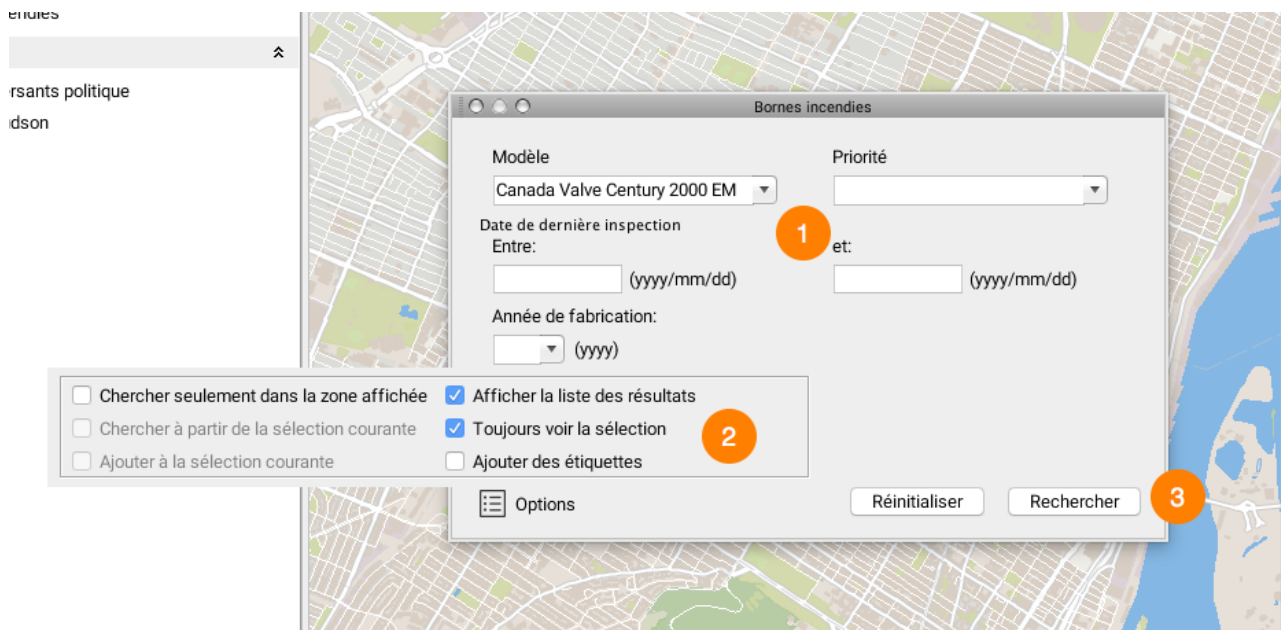 rsants politique
dson
Bornes incendies
Modèle
Priorité
Canada Valve Century 2000 EM
Date de dernière inspection
1
Entre:
et:
(yyyy/mm/dd)
(yyyy/mm/dd)
Année de fabrication:
(yyyy)
Chercher seulement dans la zone affichée
Afficher la liste des résultats
Chercher à partir de la sélection courante
Toujours voir la sélection
2
Ajouter à la sélection courante
Ajouter des étiquettes
Options
Réinitialiser
Rechercher
3